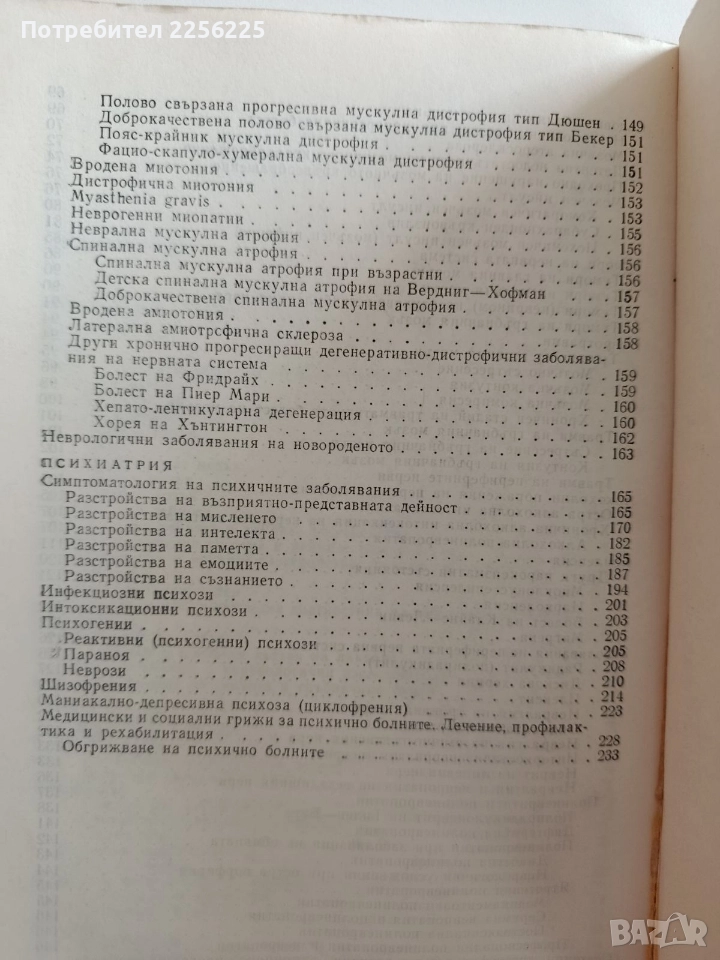 Потребител 2256225
Полово свързана прогресивна мускулна дистрофия тип Дюшен . 149
Доброкачествена полово свързана мускулна дистрофия тип Бекер 151
Пояс-крайник мускулна дистрофия . . . . . . . . . . 151
Фацио-скапуло-хумерална мускулна дистрофия . . . . . . 151
Вродена миотония . . . . . . . . . . . . . . . . . 152
Дистрофична миотония . . . . . . . . . . . . . . . 153
Myasthenia gravis . . . . . . . . . . . . . . . . . 153
Неврогенни миопатии . . . . . . . . . . . . . . . . 155
Неврална мускулна атрофия . . . . . . . . . . . . . 156
Спинална мускулна атрофия . . . . . . . . . . . . . 156
Спинална мускулна атрофия при възрастни . . . . . . . 156
Детска спинална мускулна атрофия на Вердниг—Хофман . . 157
Доброкачествена спинална мускулна атрофия . . . . . . 157
Вродена амиотония . . . . . . . . . . . . . . . . . 158
Латерална амиотрсфична склероза . . . . . . . . . . . 158
Други хронично прогресиращи дегенеративно-дистрофични заболява-
ния на нервната система . . . . . . . . . . . . . . 159
Болест на Фридрайх . . . . . . . . . . . . . . . . 159
Болест на Пиер Мари . . . . . . . . . . . . . . . . 160
Хепато-лентикуларна дегенерация . . . . . . . . . . . 160
Хорея на Хънтингтон . . . . . . . . . . . . . . . . 162
Неврологични заболявания на новороденото . . . . . . . 163
ПСИХИАТРИЯ
Симптоматология на психичните заболявания . . . . . . . 165
Разстройства на възприятно-представната дейност . . . . 165
Разстройства на мисленето . . . . . . . . . . . . . 170
Разстройства на интелекта . . . . . . . . . . . . . 182
Разстройства на паметта . . . . . . . . . . . . . . 185
Разстройства на емоциите . . . . . . . . . . . . . . 187
Разстройства на съзнанието . . . . . . . . . . . . . 194
Инфекциозни психози . . . . . . . . . . . . . . . . 201
Интоксикационни психози . . . . . . . . . . . . . . 203
Психогении . . . . . . . . . . . . . . . . . . . . 205
Реактивни (психогенни) психози . . . . . . . . . . . 205
Параноя . . . . . . . . . . . . . . . . . . . . . 208
Неврози . . . . . . . . . . . . . . . . . . . . . 210
Шизофрения . . . . . . . . . . . . . . . . . . . . 214
Маниакално-депресивна психоза (циклофрения) . . . . . . 223
Медицински и социални грижи за психично болните. Лечение, профилак-
тика и рехабилитация . . . . . . . . . . . . . . . . 228
Обгрижване на психично болните . . . . . . . . . . . 233
BAZAR